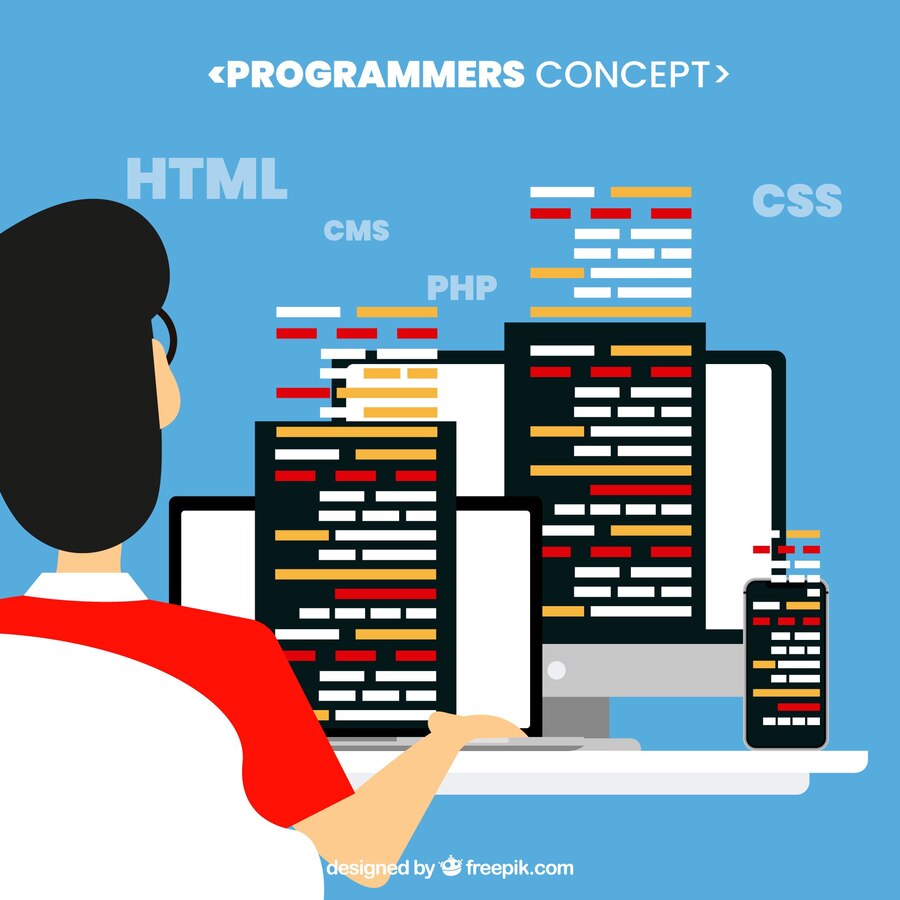 <PROGRAMMERS CONCEPT>
HTML
CSS
CMS
PHP
designed by freepik.com